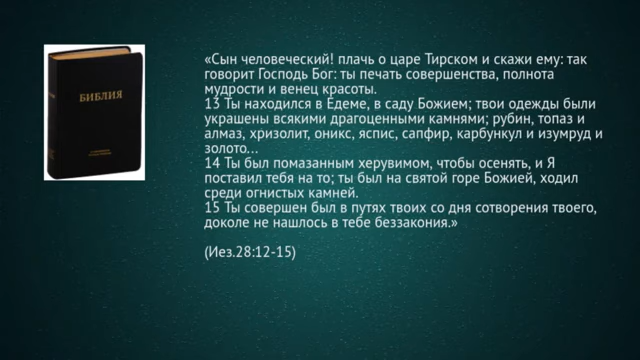 БИБЛИЯ
«Сын человеческий! плачь о царе Тирском и скажи ему: так
говорит Господь Бог: ты печать совершенства, полнота
мудрости и венец красоты.
13 Ты находился в Едеме, в саду Божием; твои одежды были
украшены всякими драгоценными камнями; рубин, топаз и
алмаз, хризолит, оникс, яспис, сапфир, карбункул и изумруд и
золото...
14 Ты был помазанным херувимом, чтобы осенять, и Я
поставил тебя на то; ты был на святой горе Божией, ходил
среди огнистых камней.
15 Ты совершен был в путях твоих со дня сотворения твоего,
доколе не нашлось в тебе беззакония.»
(Иез.28:12-15)